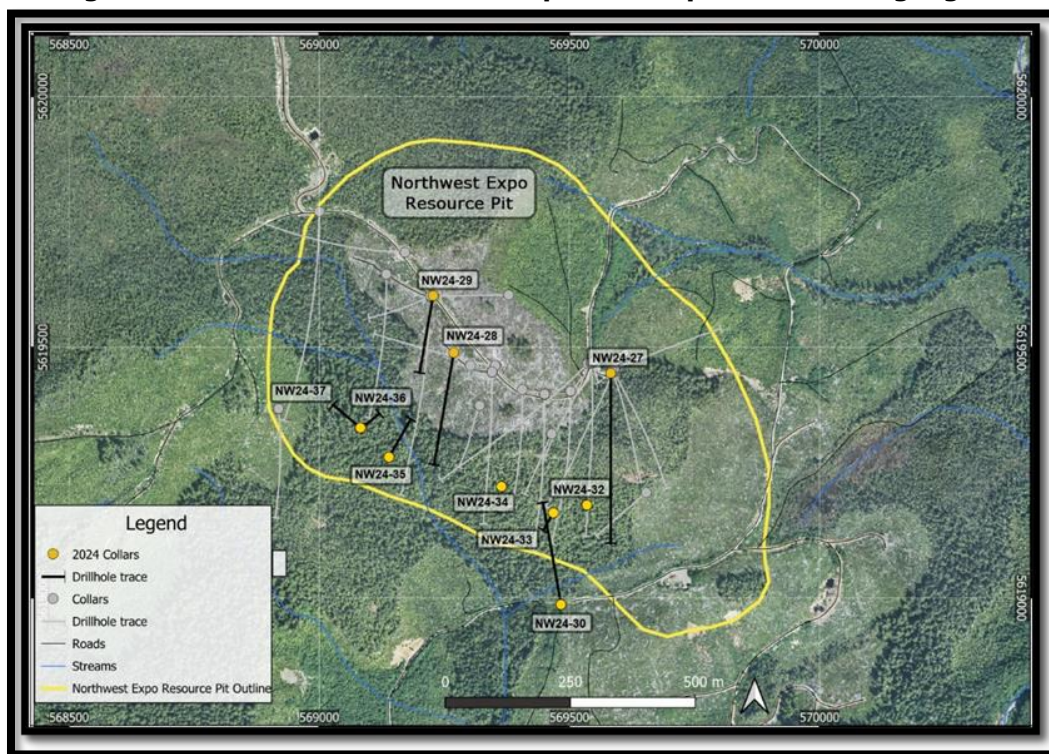 568500 569000 569500 570000
5620000 5620000
Northwest Expo
Resource Pit
NW24-29
NW24-28
5619500 5619500
NW24-27
NW24-37
NW24-36
NW24-35
NW24-34
NW24-32
NW24-33
Legend
2024 Collars
Drillhole trace
Collars
Drillhole trace
Roads
Streams
Northwest Expo Resource Pit Outline
5619000
NW24-30
0 250 500 m
568500 569000 569500 570000